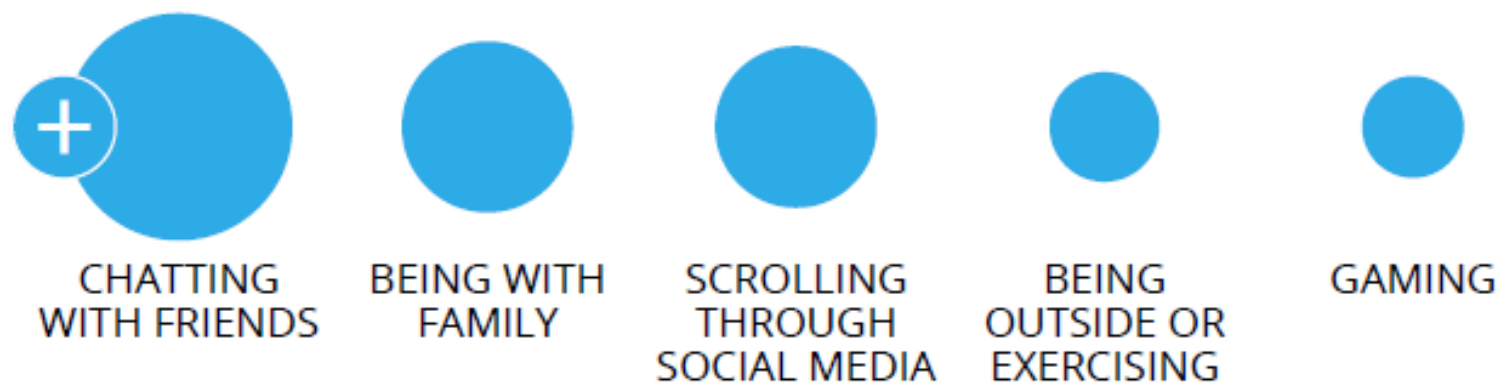 +
CHATTING
WITH FRIENDS
BEING WITH
FAMILY
SCROLLING
THROUGH
SOCIAL MEDIA
BEING
OUTSIDE OR
EXERCISING
GAMING